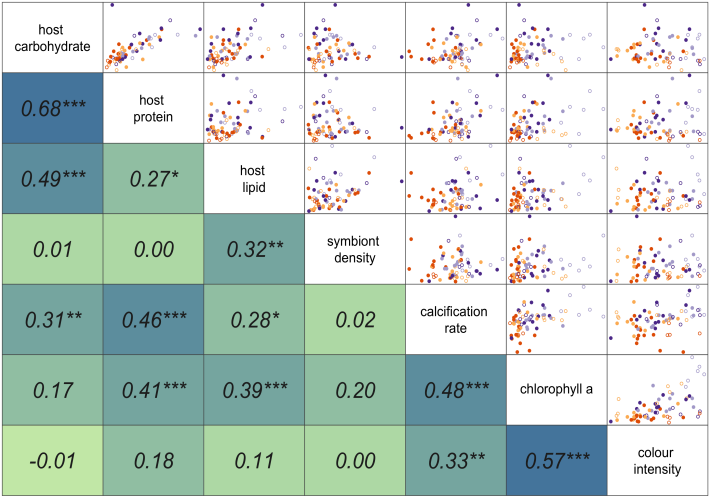 host
carbohydrate
0.68***
host
protein
0.49***
0.27*
host
lipid
0.01
0.00
0.32**
symbiont
density
0.31**
0.46***
0.28*
0.02
calcification
rate
0.17
0.41***
0.39***
0.20
0.48***
chlorophyll a
-0.01
0.18
0.11
0.00
0.33**
0.57***
colour
intensity